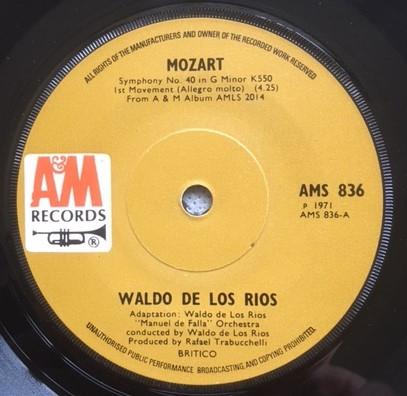 ALL RIGHTS OF THE MANUFACTURERS AND OWNER OF THE RECORDED WORK RESERVED.
MOZART
Symphony No. 40 in G Minor K550
1st Movement (Allegro molto) (4.25)
From A & M Album AMLS 2014
A&M
RECORDS
®
AMS 836
P 1971
AMS 836-A
WALDO DE LOS RIOS
Adaptation: Waldo de Los Rios
"Manuel de Falla" Orchestra
conducted by Waldo de Los Rios
Produced by Rafael Trabucchelli
BRITICO
UNAUTHORISED PUBLIC PERFORMANCE BROADCASTING AND COPYING PROHIBITED.